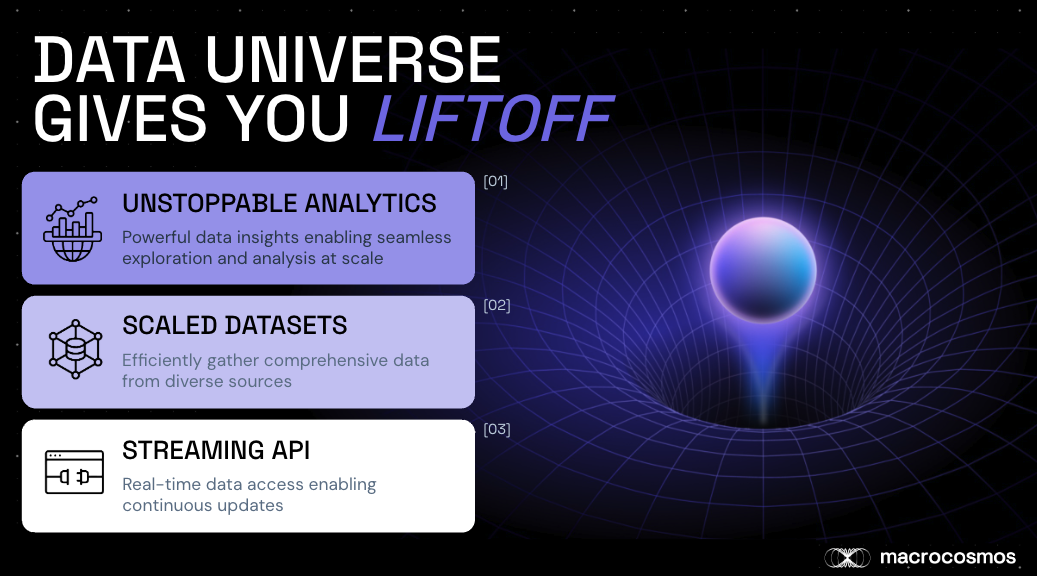 DATA UNIVERSE
GIVES YOU LIFTOFF
[01]
UNSTOPPABLE ANALYTICS
Powerful data insights enabling seamless
exploration and analysis at scale
[02]
SCALED DATASETS
Efficiently gather comprehensive data
from diverse sources
[03]
STREAMING API
Real-time data access enabling
continuous updates
macrocosmos